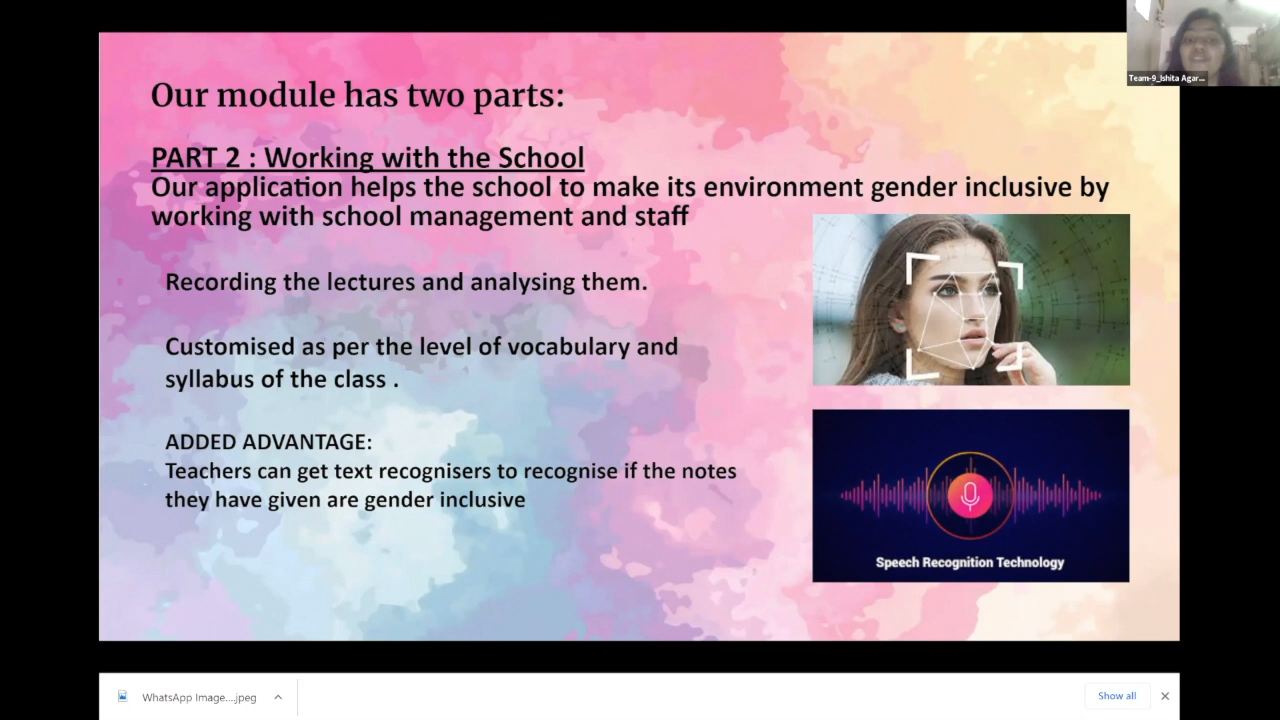 Team-9_Ishita Agar...
Our module has two parts:
PART 2 : Working with the School
Our application helps the school to make its environment gender inclusive by
working with school management and staff
Recording the lectures and analysing them.
Customised as per the level of vocabulary and
syllabus of the class .
ADDED ADVANTAGE:
Teachers can get text recognisers to recognise if the notes
they have given are gender inclusive
Speech Recognition Technology
WhatsApp Image....jpeg
Show all